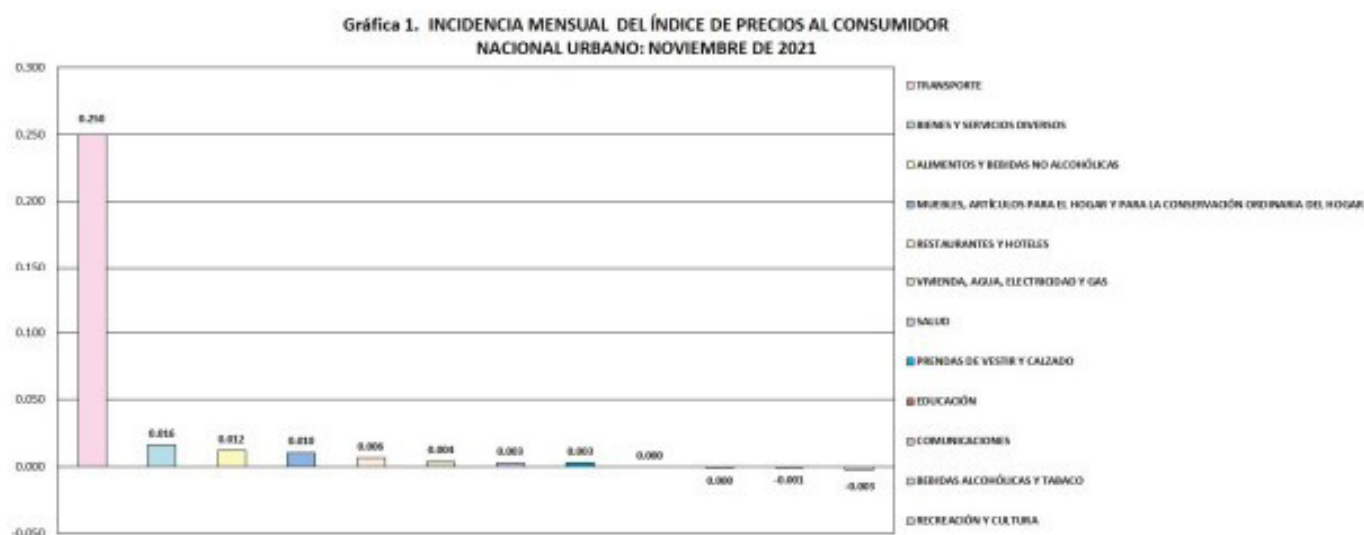 Gráfica 1. INCIDENCIA MENSUAL DEL ÍNDICE DE PRECIOS AL CONSUMIDOR
NACIONAL URBANO: NOVIEMBRE DE 2021
0.300
0.250
0.200
0.150
0.100
0.050
0.000
-0.050
0.250
0.016
0.012
0.010
0.006
0.004
0.003
0.003
0.000
0.000
-0.001
-0.003
TRANSPORTE
BIENES Y SERVICIOS DIVERSOS
ALIMENTOS Y BEBIDAS NO ALCOHÓLICAS
MUEBLES, ARTÍCULOS PARA EL HOGAR Y PARA LA CONSERVACIÓN ORDINARIA DEL HOGAR
RESTAURANTES Y HOTELES
VIVIENDA, AGUA, ELECTRICIDAD Y GAS
SALUD
PRENDAS DE VESTIR Y CALZADO
EDUCACIÓN
COMUNICACIONES
BEBIDAS ALCOHÓLICAS Y TABACO
RECREACIÓN Y CULTURA